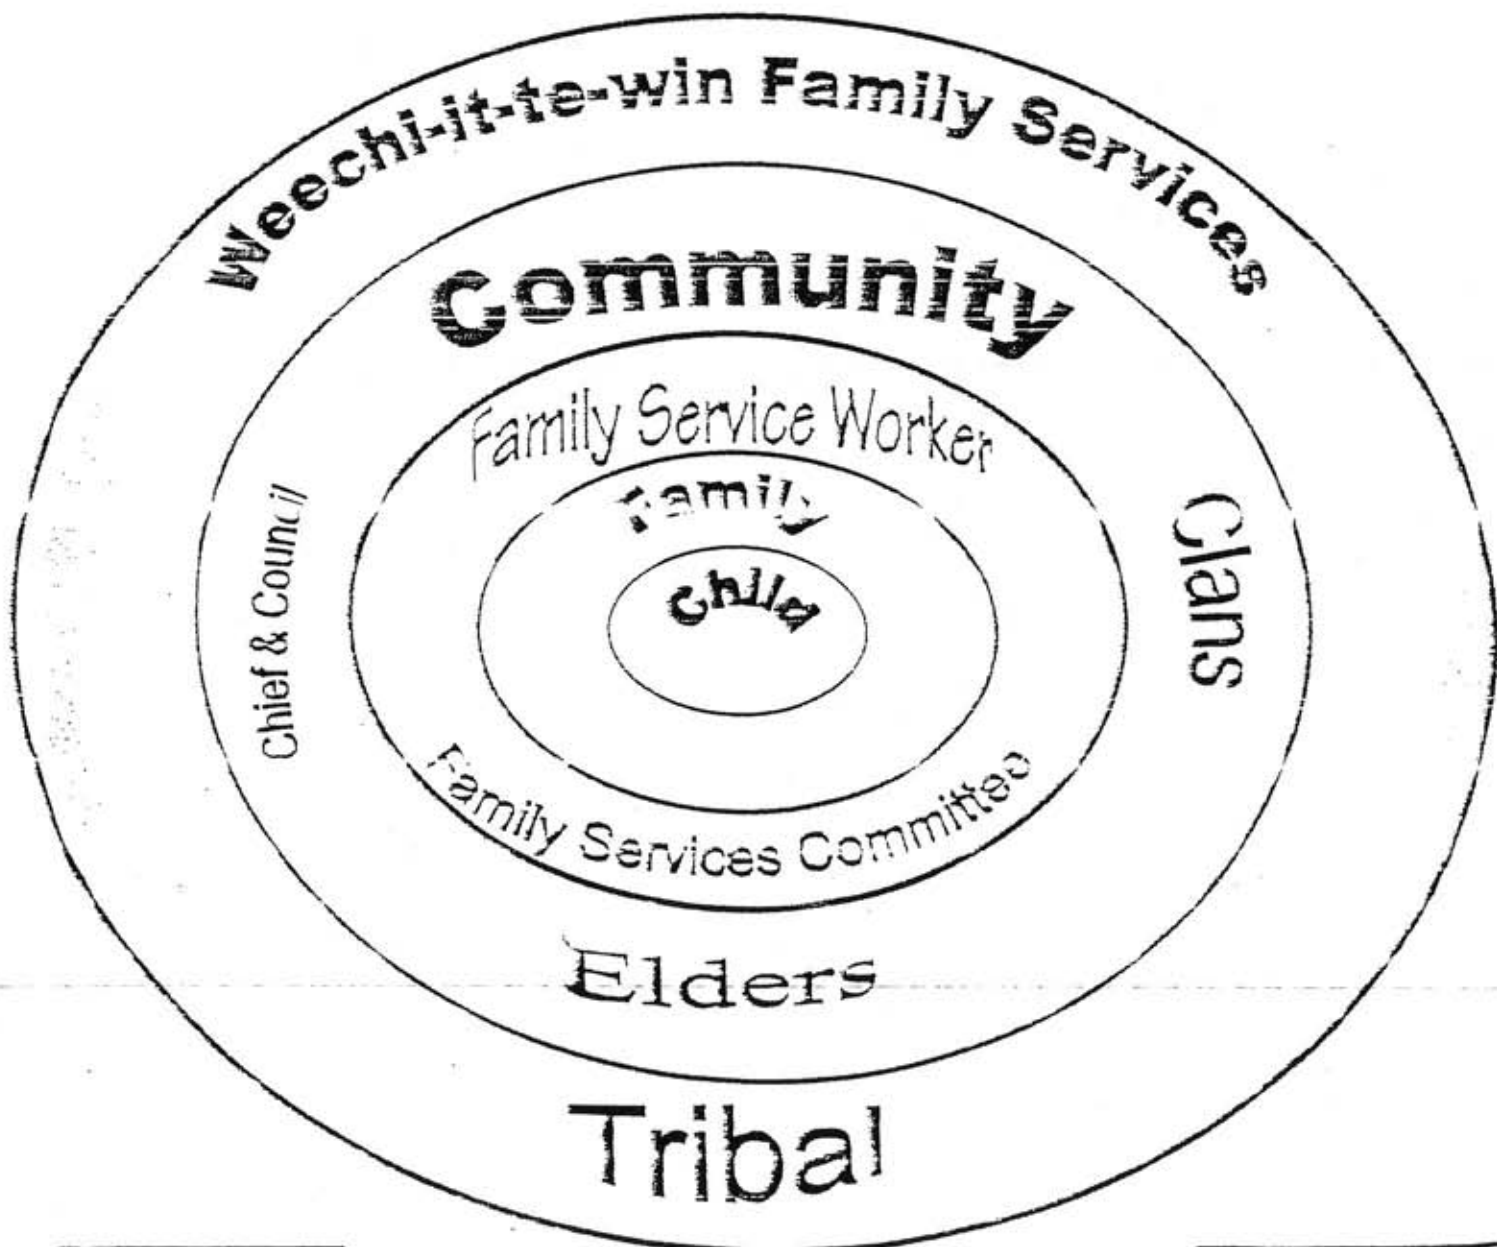 Weechi-it-te-win Family Services
Community
Family Service Worker
Family
Child
Chief & Council
Clans
Family Services Committee
Elders
Tribal